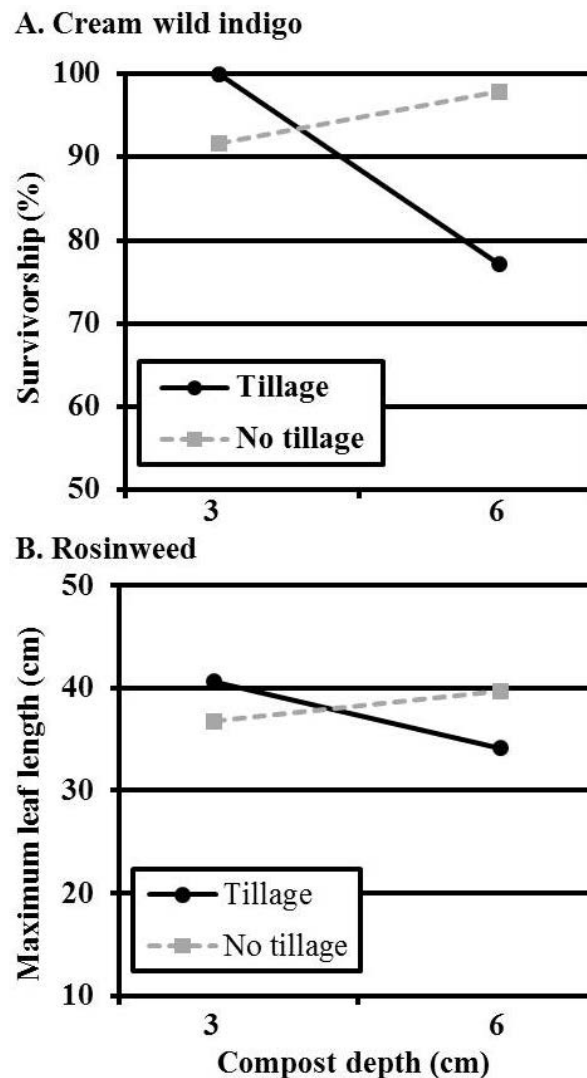 A. Cream wild indigo
100
90
80
70
60
50
Survivorship (%)
Tillage
No tillage
3 6
B. Rosinweed
50
40
30
20
10
Maximum leaf length (cm)
Tillage
No tillage
3 6
Compost depth (cm)